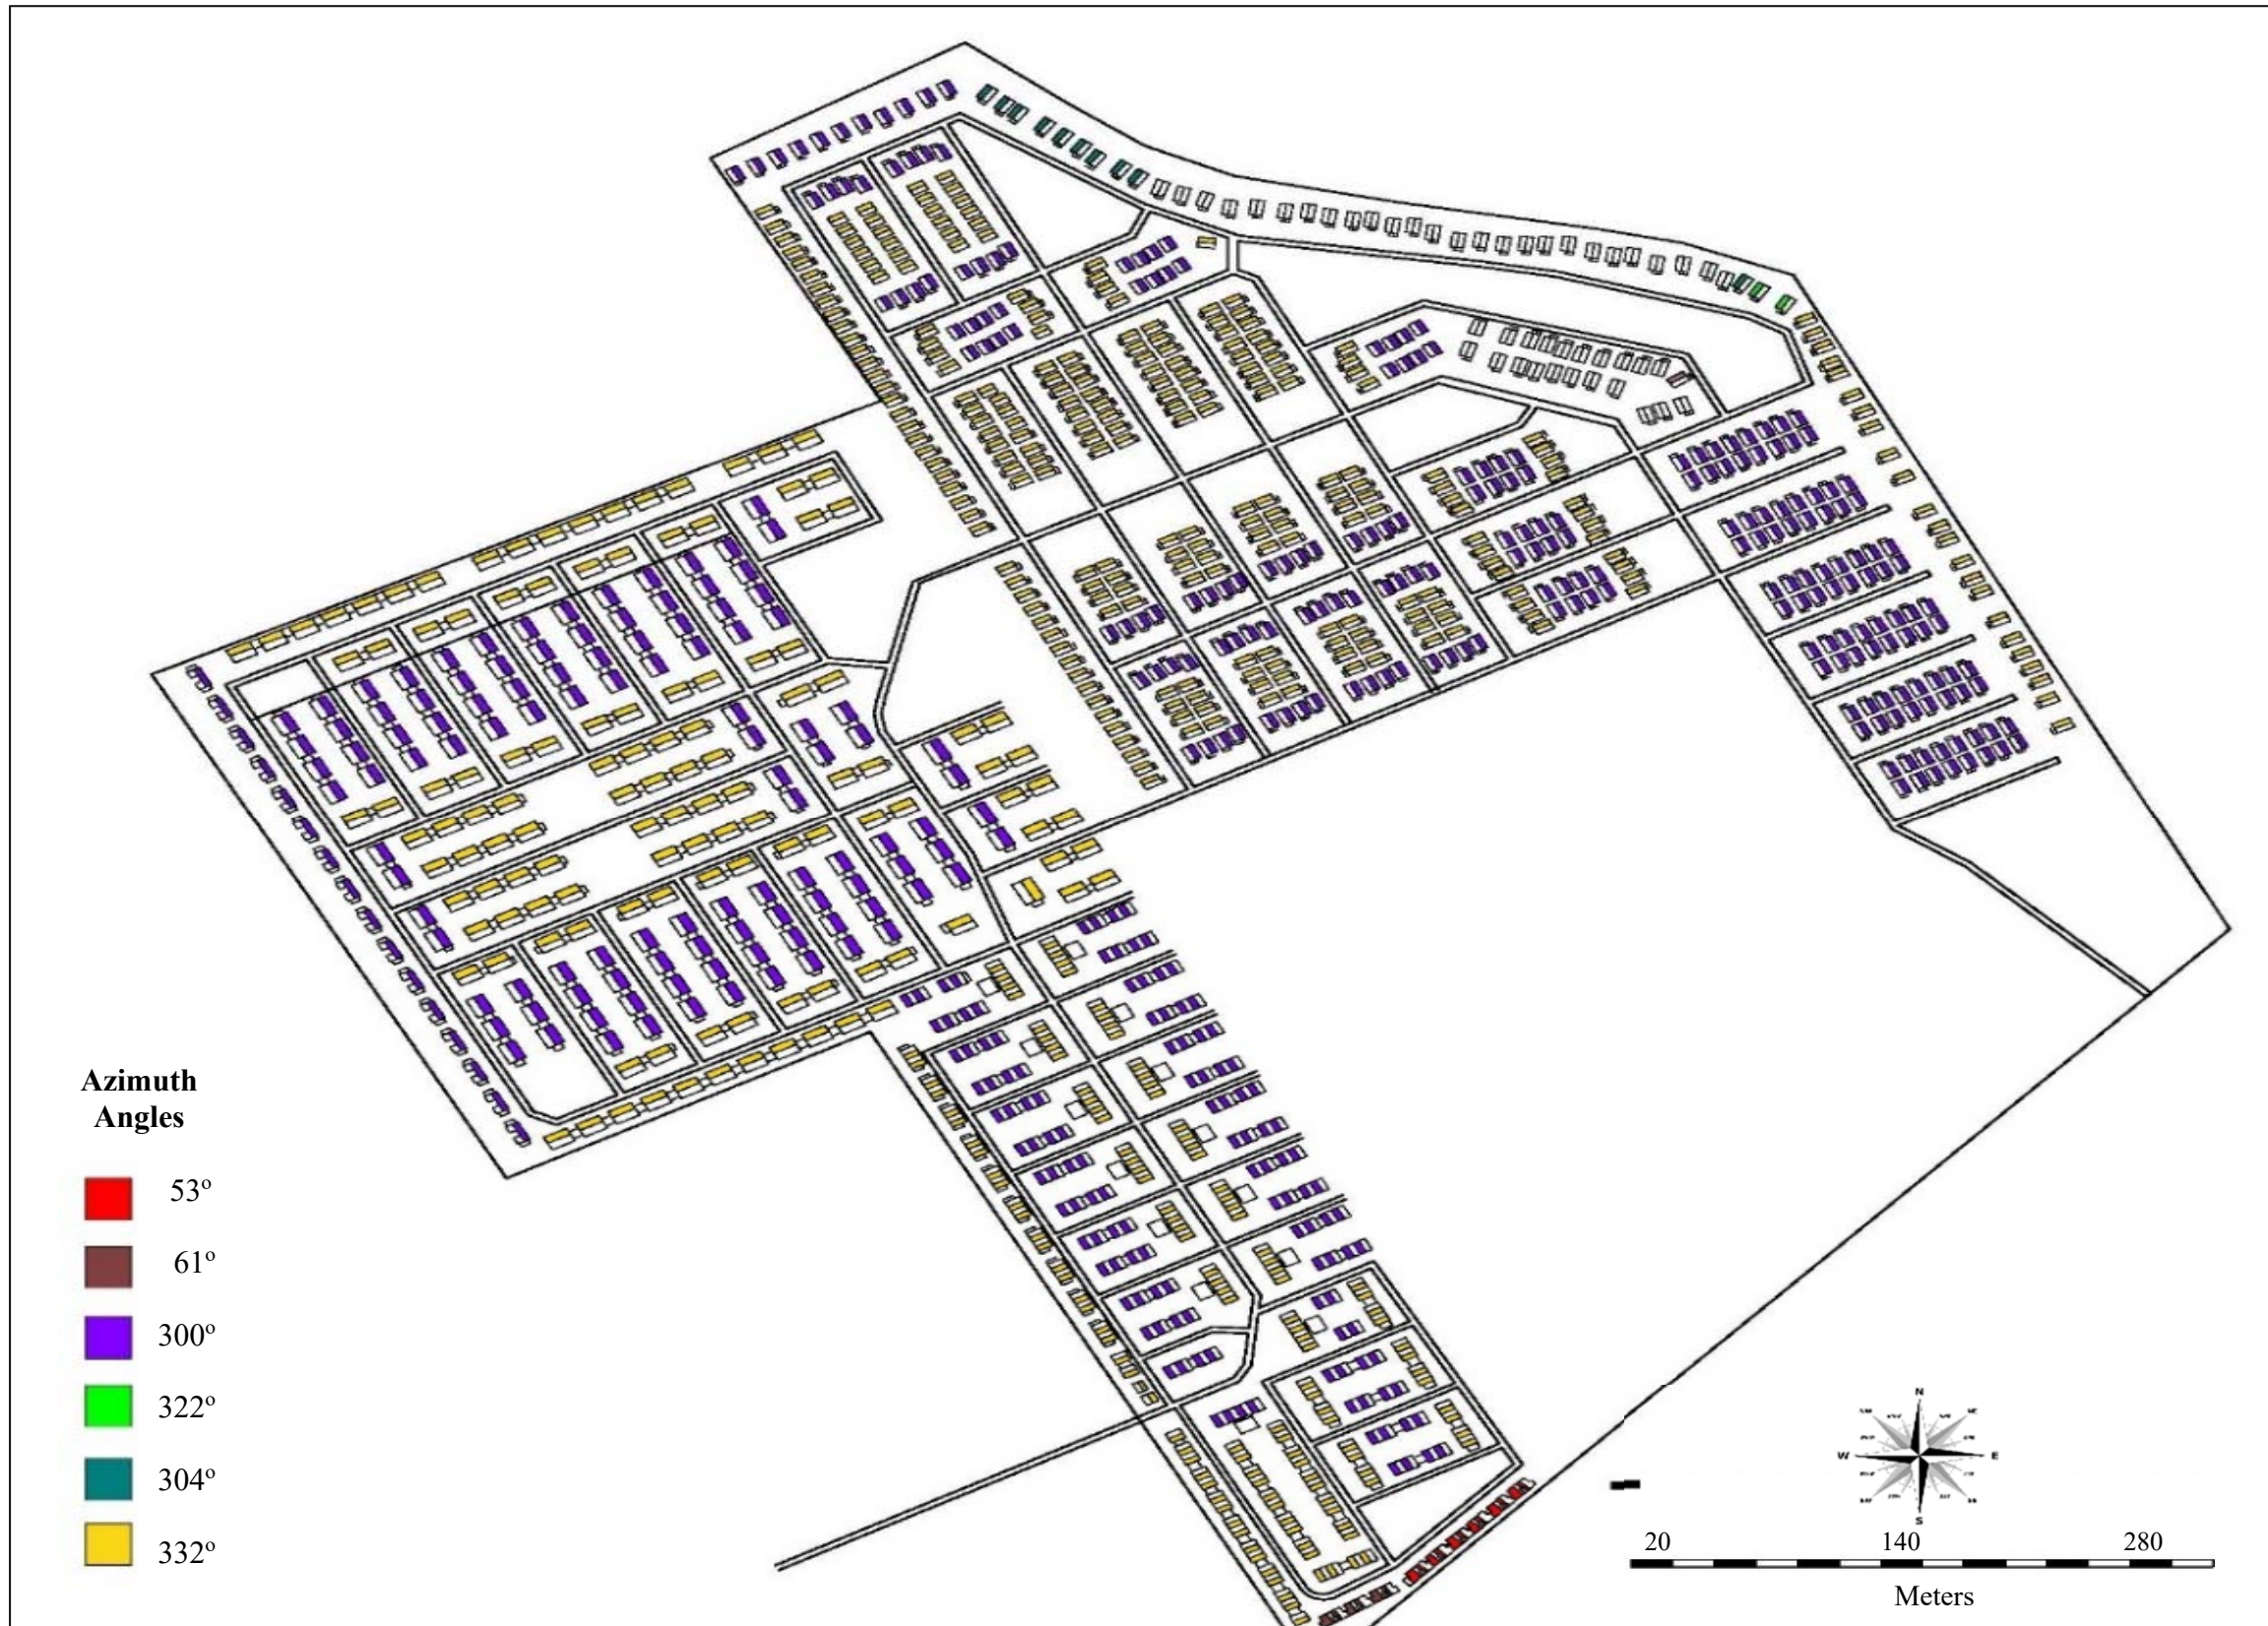 Azimuth
Angles
53º
61º
300º
322º
304º
332º
N
W
E
S
20 140 280
Meters